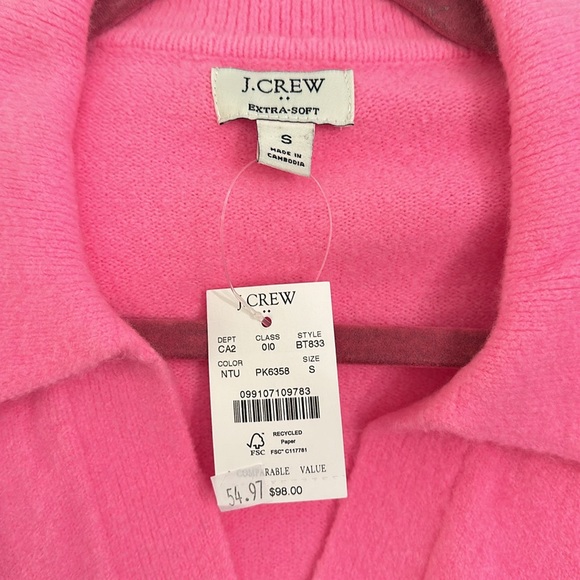 J.CREW
EXTRA-SOFT
S
MADE IN
CAMBODIA
J.CREW
DEPT CLASS STYLE
CA2 010 BT833
COLOR SIZE
NTU PK6358 S
099107109783
RECYCLED
Paper
FSC FSC® C117781
COMPARABLE VALUE
54.97 $98.00